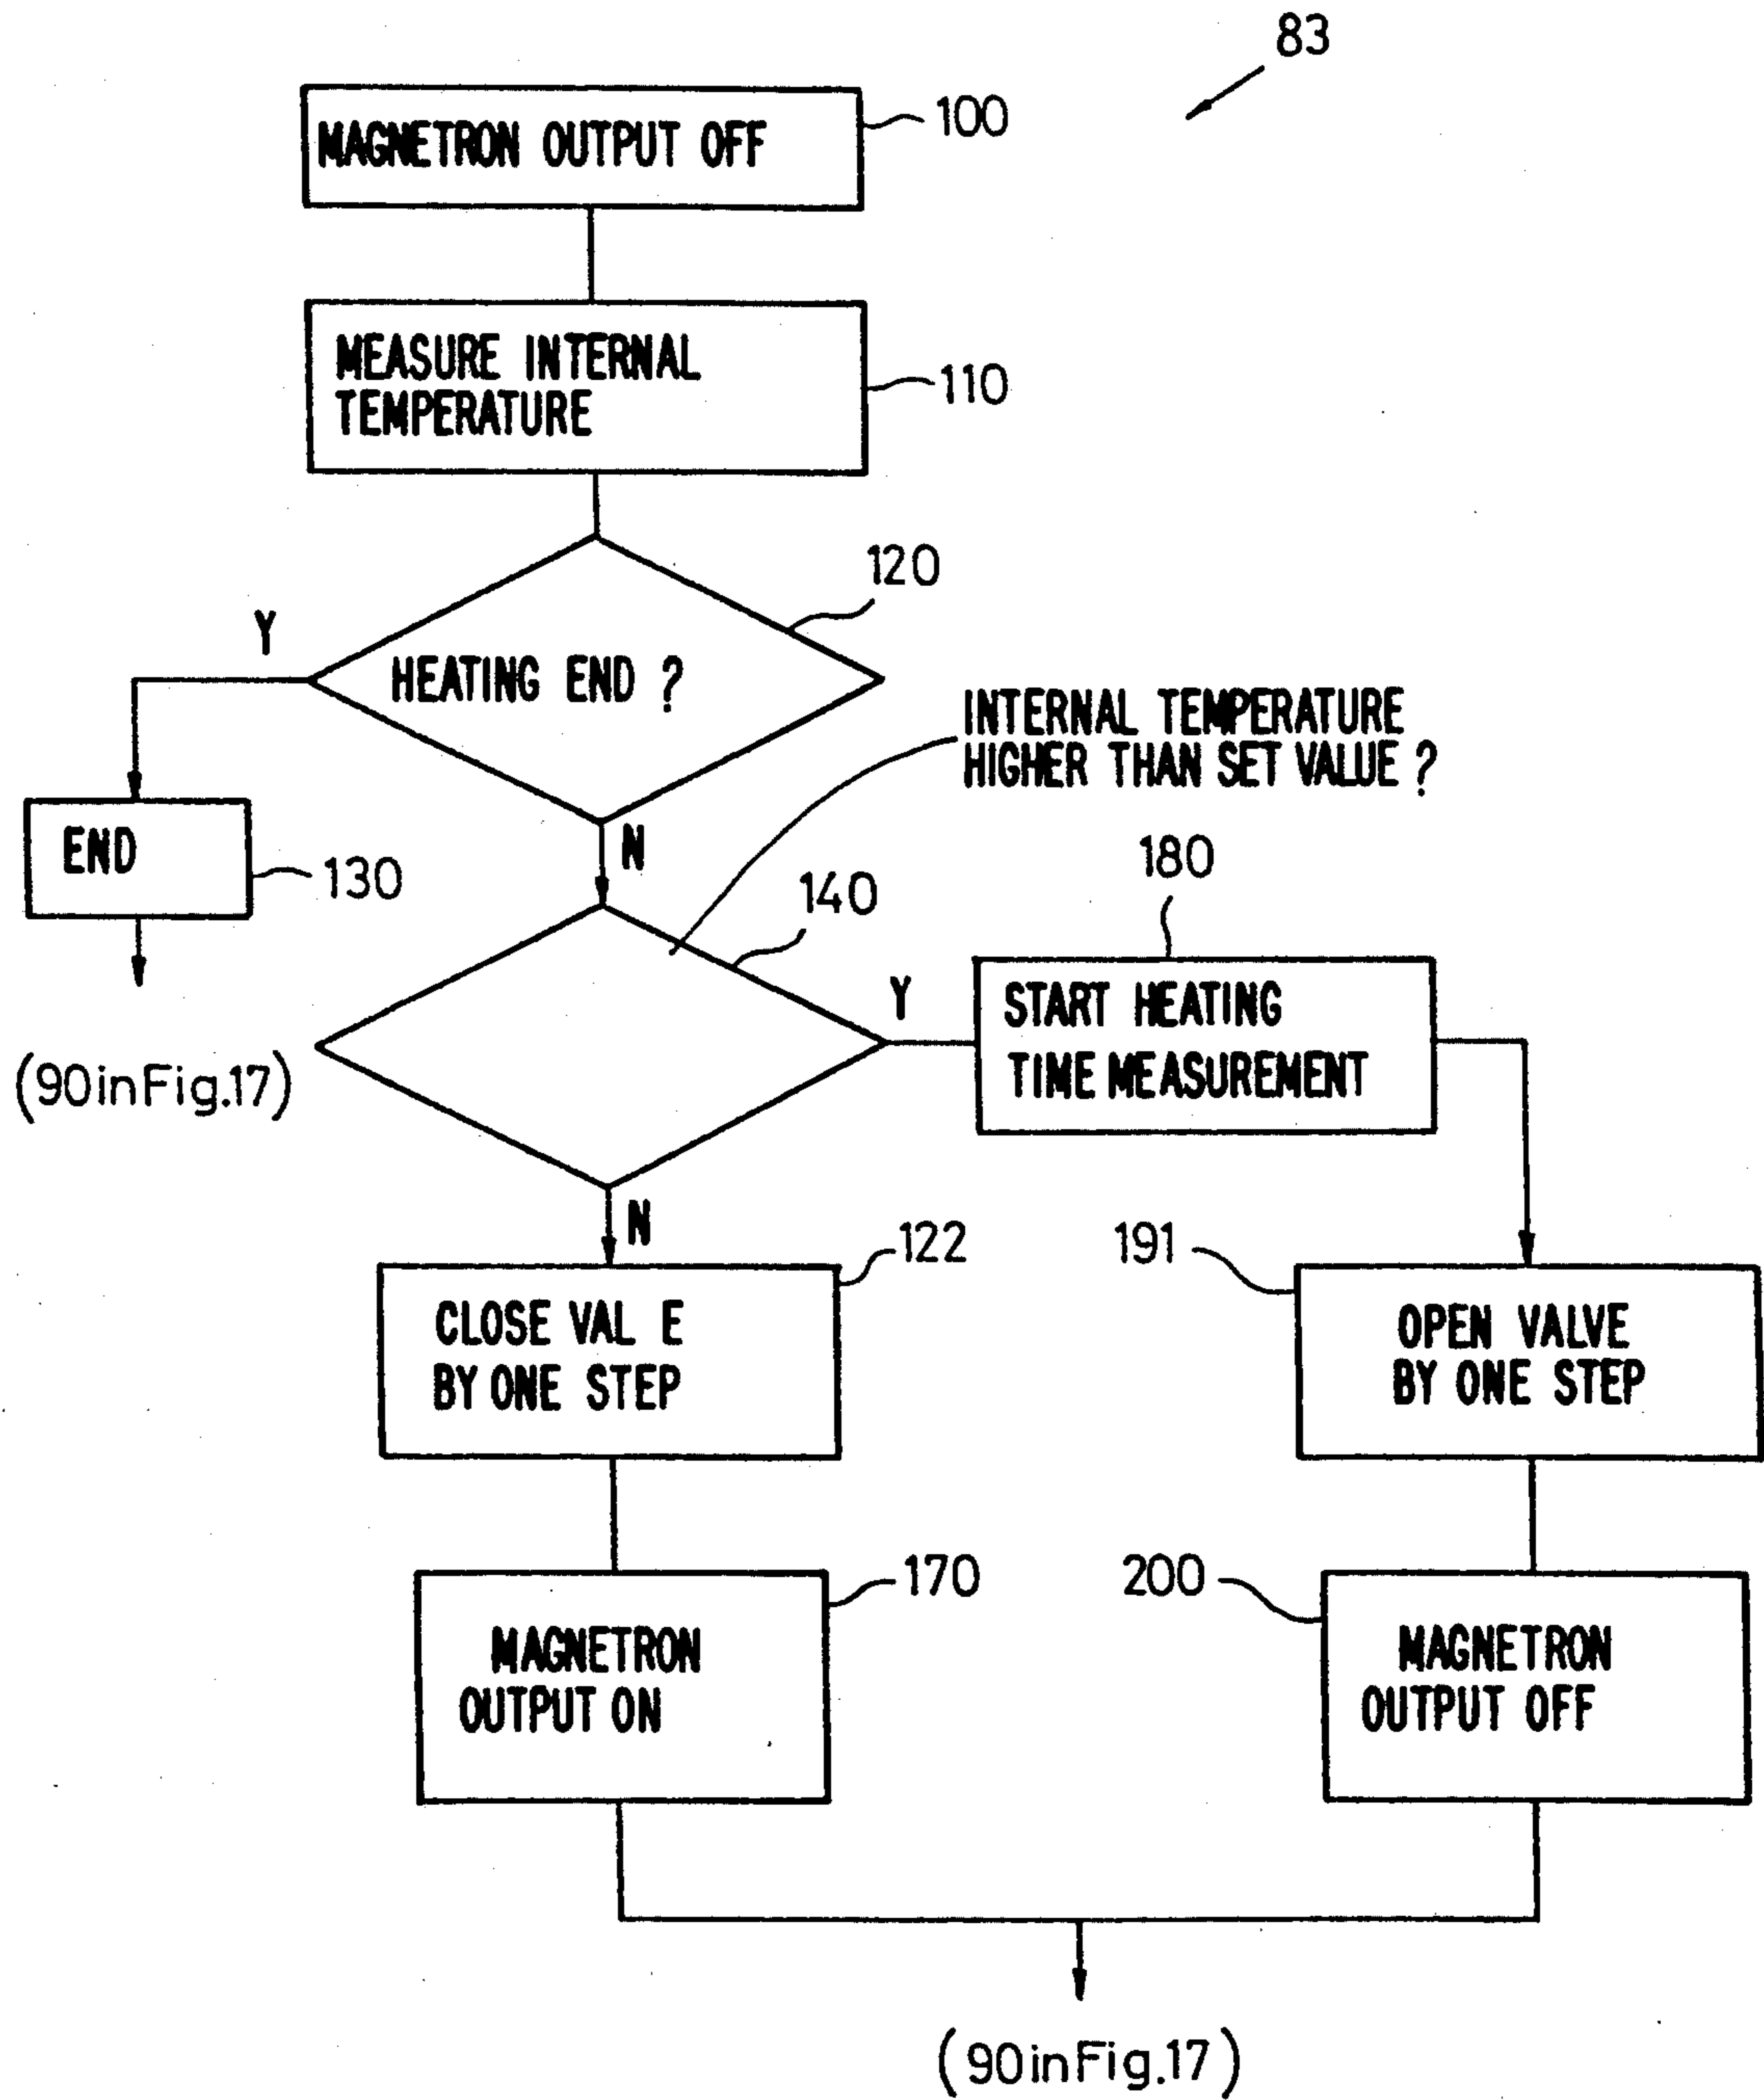 83
MAGNETRON OUTPUT OFF
100
MEASURE INTERNAL
TEMPERATURE
110
120
Y
HEATING END ?
INTERNAL TEMPERATURE
HIGHER THAN SET VALUE ?
N
END
130
(90inFig.17)
140
180
Y
START HEATING
TIME MEASUREMENT
N
122
CLOSE VAL E
BY ONE STEP
191
OPEN VALVE
BY ONE STEP
170
MAGNETRON
OUTPUT ON
200
MAGNETRON
OUTPUT OFF
(90inFig.17)